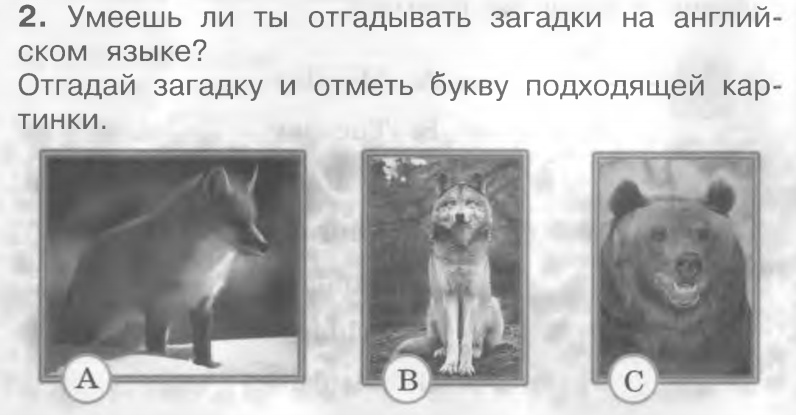 2. Умеешь ли ты отгадывать загадки на англий-
ском языке?
Отгадай загадку и отметь букву подходящей кар-
тинки.
A
B
C